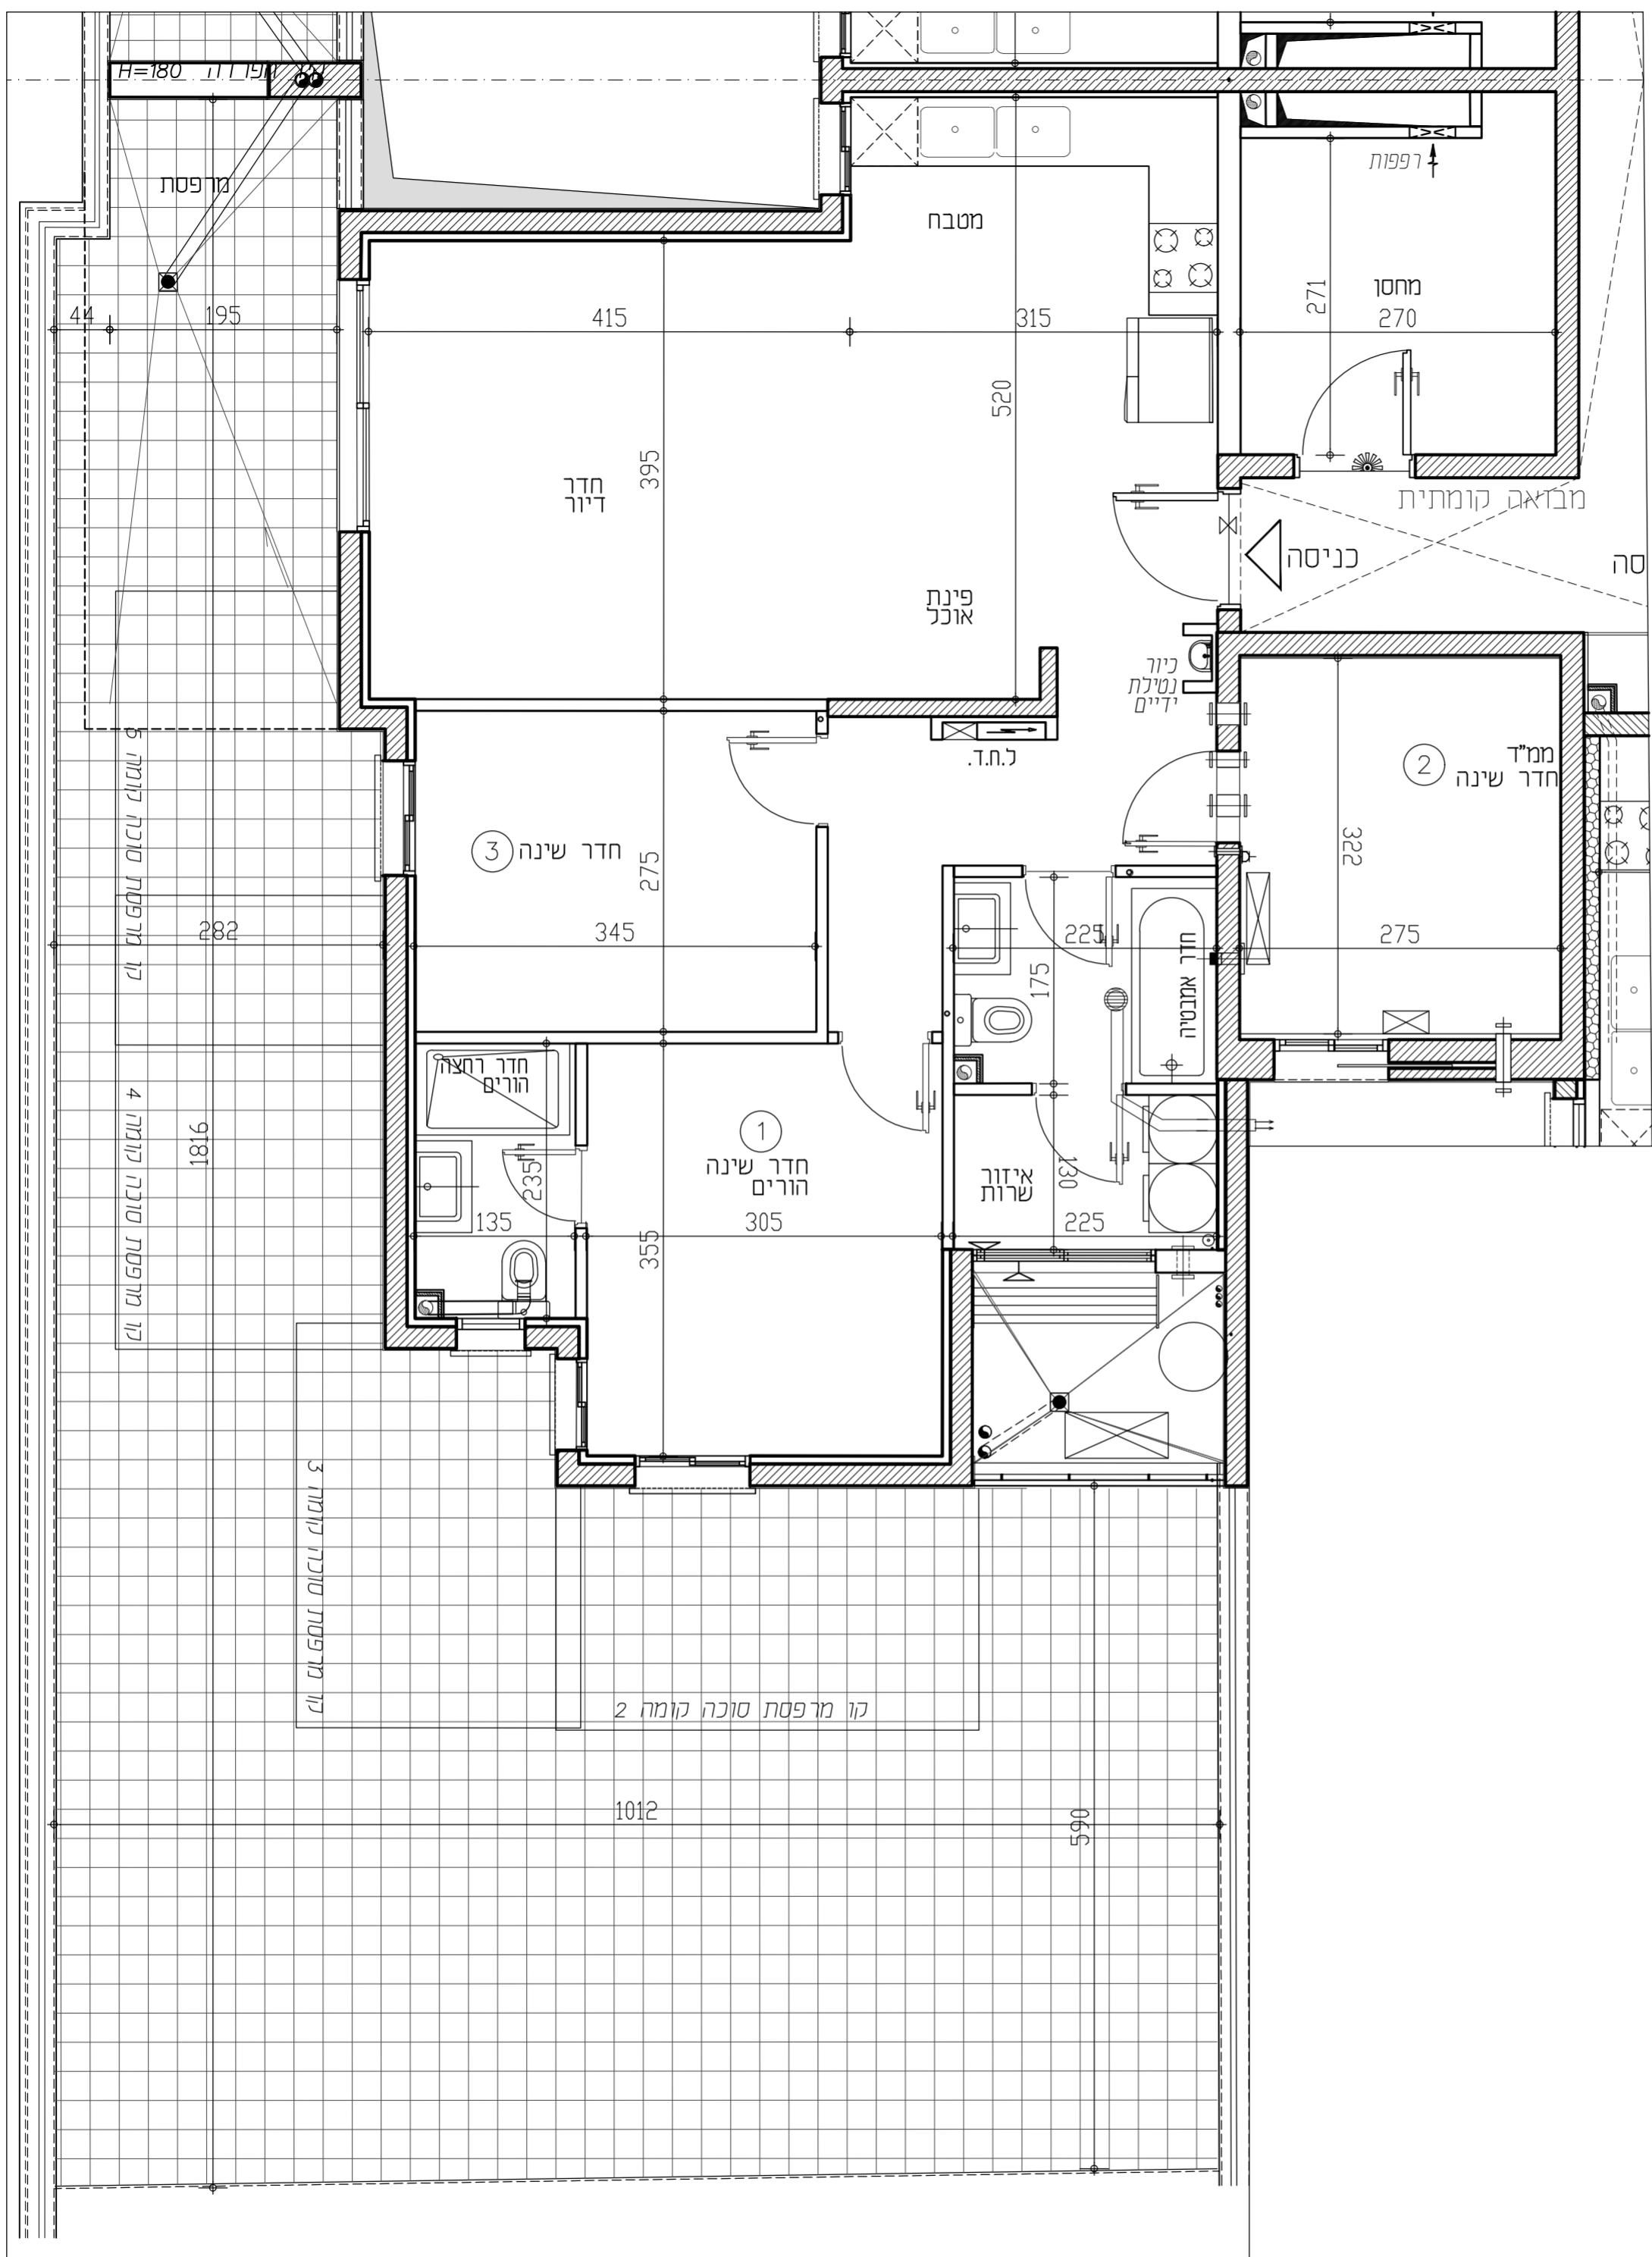 H=180
מרפסת
מטבח
רפפות
מחסן
271
270
44
195
415
315
520
395
חדר
דיור
מבואה קומתית
כניסה
סה
פינת
אוכל
כיור
נטילת
ידיים
ל.ח.ד.
2
ממ"ד
חדר שינה
322
275
3
חדר שינה
275
345
קו מרפסת סוכה קומה 5
282
225
175
חדר אמבטיה
חדר רחצה
הורים
1
חדר שינה
הורים
קו מרפסת סוכה קומה 4
1816
235
135
305
355
איזור
שרות
130
225
קו מרפסת סוכה קומה 3
קו מרפסת סוכה קומה 2
1012
590